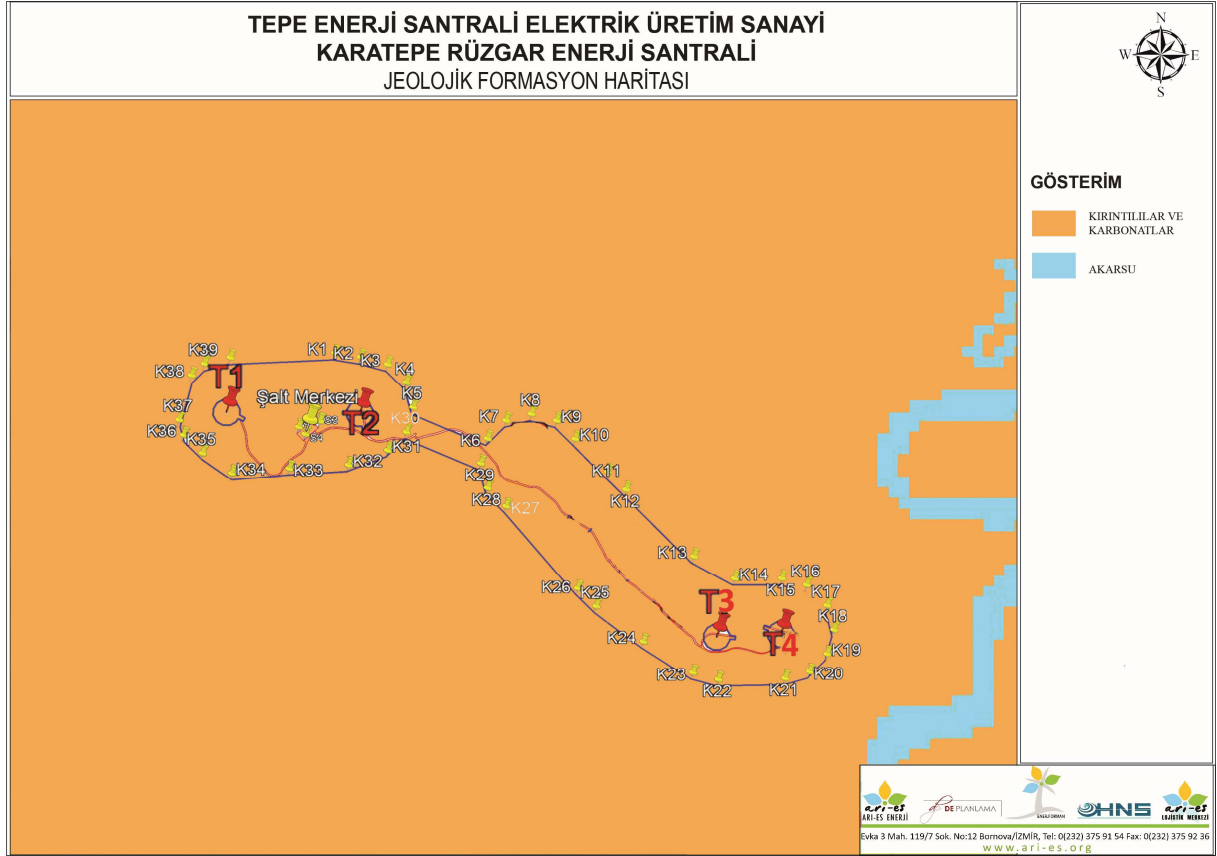 TEPE ENERJİ SANTRALİ ELEKTRİK ÜRETİM SANAYİ
KARATEPE RÜZGAR ENERJİ SANTRALİ
JEOLOJİK FORMASYON HARİTASI
N
W
E
S
GÖSTERİM
KIRINTILILAR VE
KARBONATLAR
AKARSU
K39
K1
K2
K3
K4
K38
T1
Şalt Merkezi
K5
K37
T2
S3
S4
K30
K36
K35
K34
K33
K32
K31
K6
K7
K8
K9
K10
K11
K12
K29
K28
K27
K13
K14
K15
K16
K17
K18
K19
K20
K21
K22
K23
K24
K25
K26
T3
T4
ari-es
ARI-ES ENERJİ
DE PLANLAMA
ENERJİ ORMANI
HNS
ari-es
LOJİSTİK MERKEZİ
Evka 3 Mah. 119/7 Sok. No:12 Bornova/İZMİR, Tel: 0(232) 375 91 54 Fax: 0(232) 375 92 36
www.ari-es.org